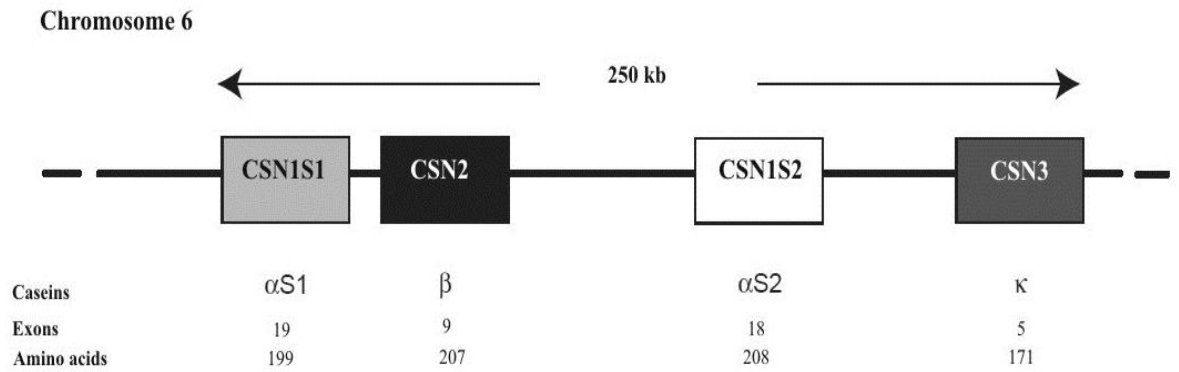 Chromosome 6
250 kb
CSN1S1 CSN2 CSN1S2 CSN3
Caseins αS1 β αS2 κ
Exons 19 9 18 5
Amino acids 199 207 208 171